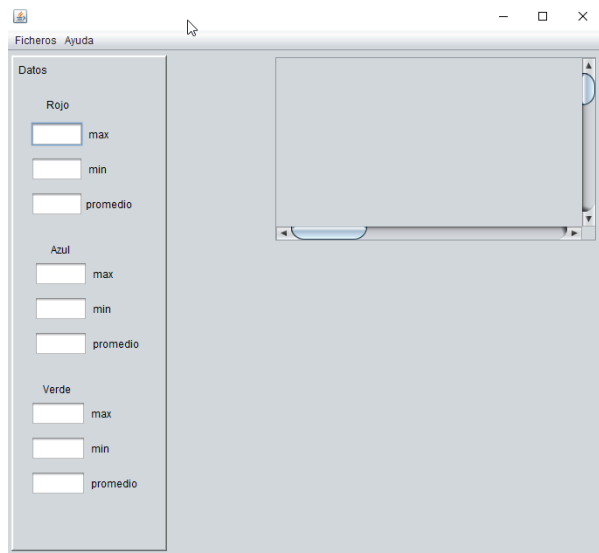 Ficheros Ayuda
Datos
Rojo
max
min
promedio
Azul
max
min
promedio
Verde
max
min
promedio